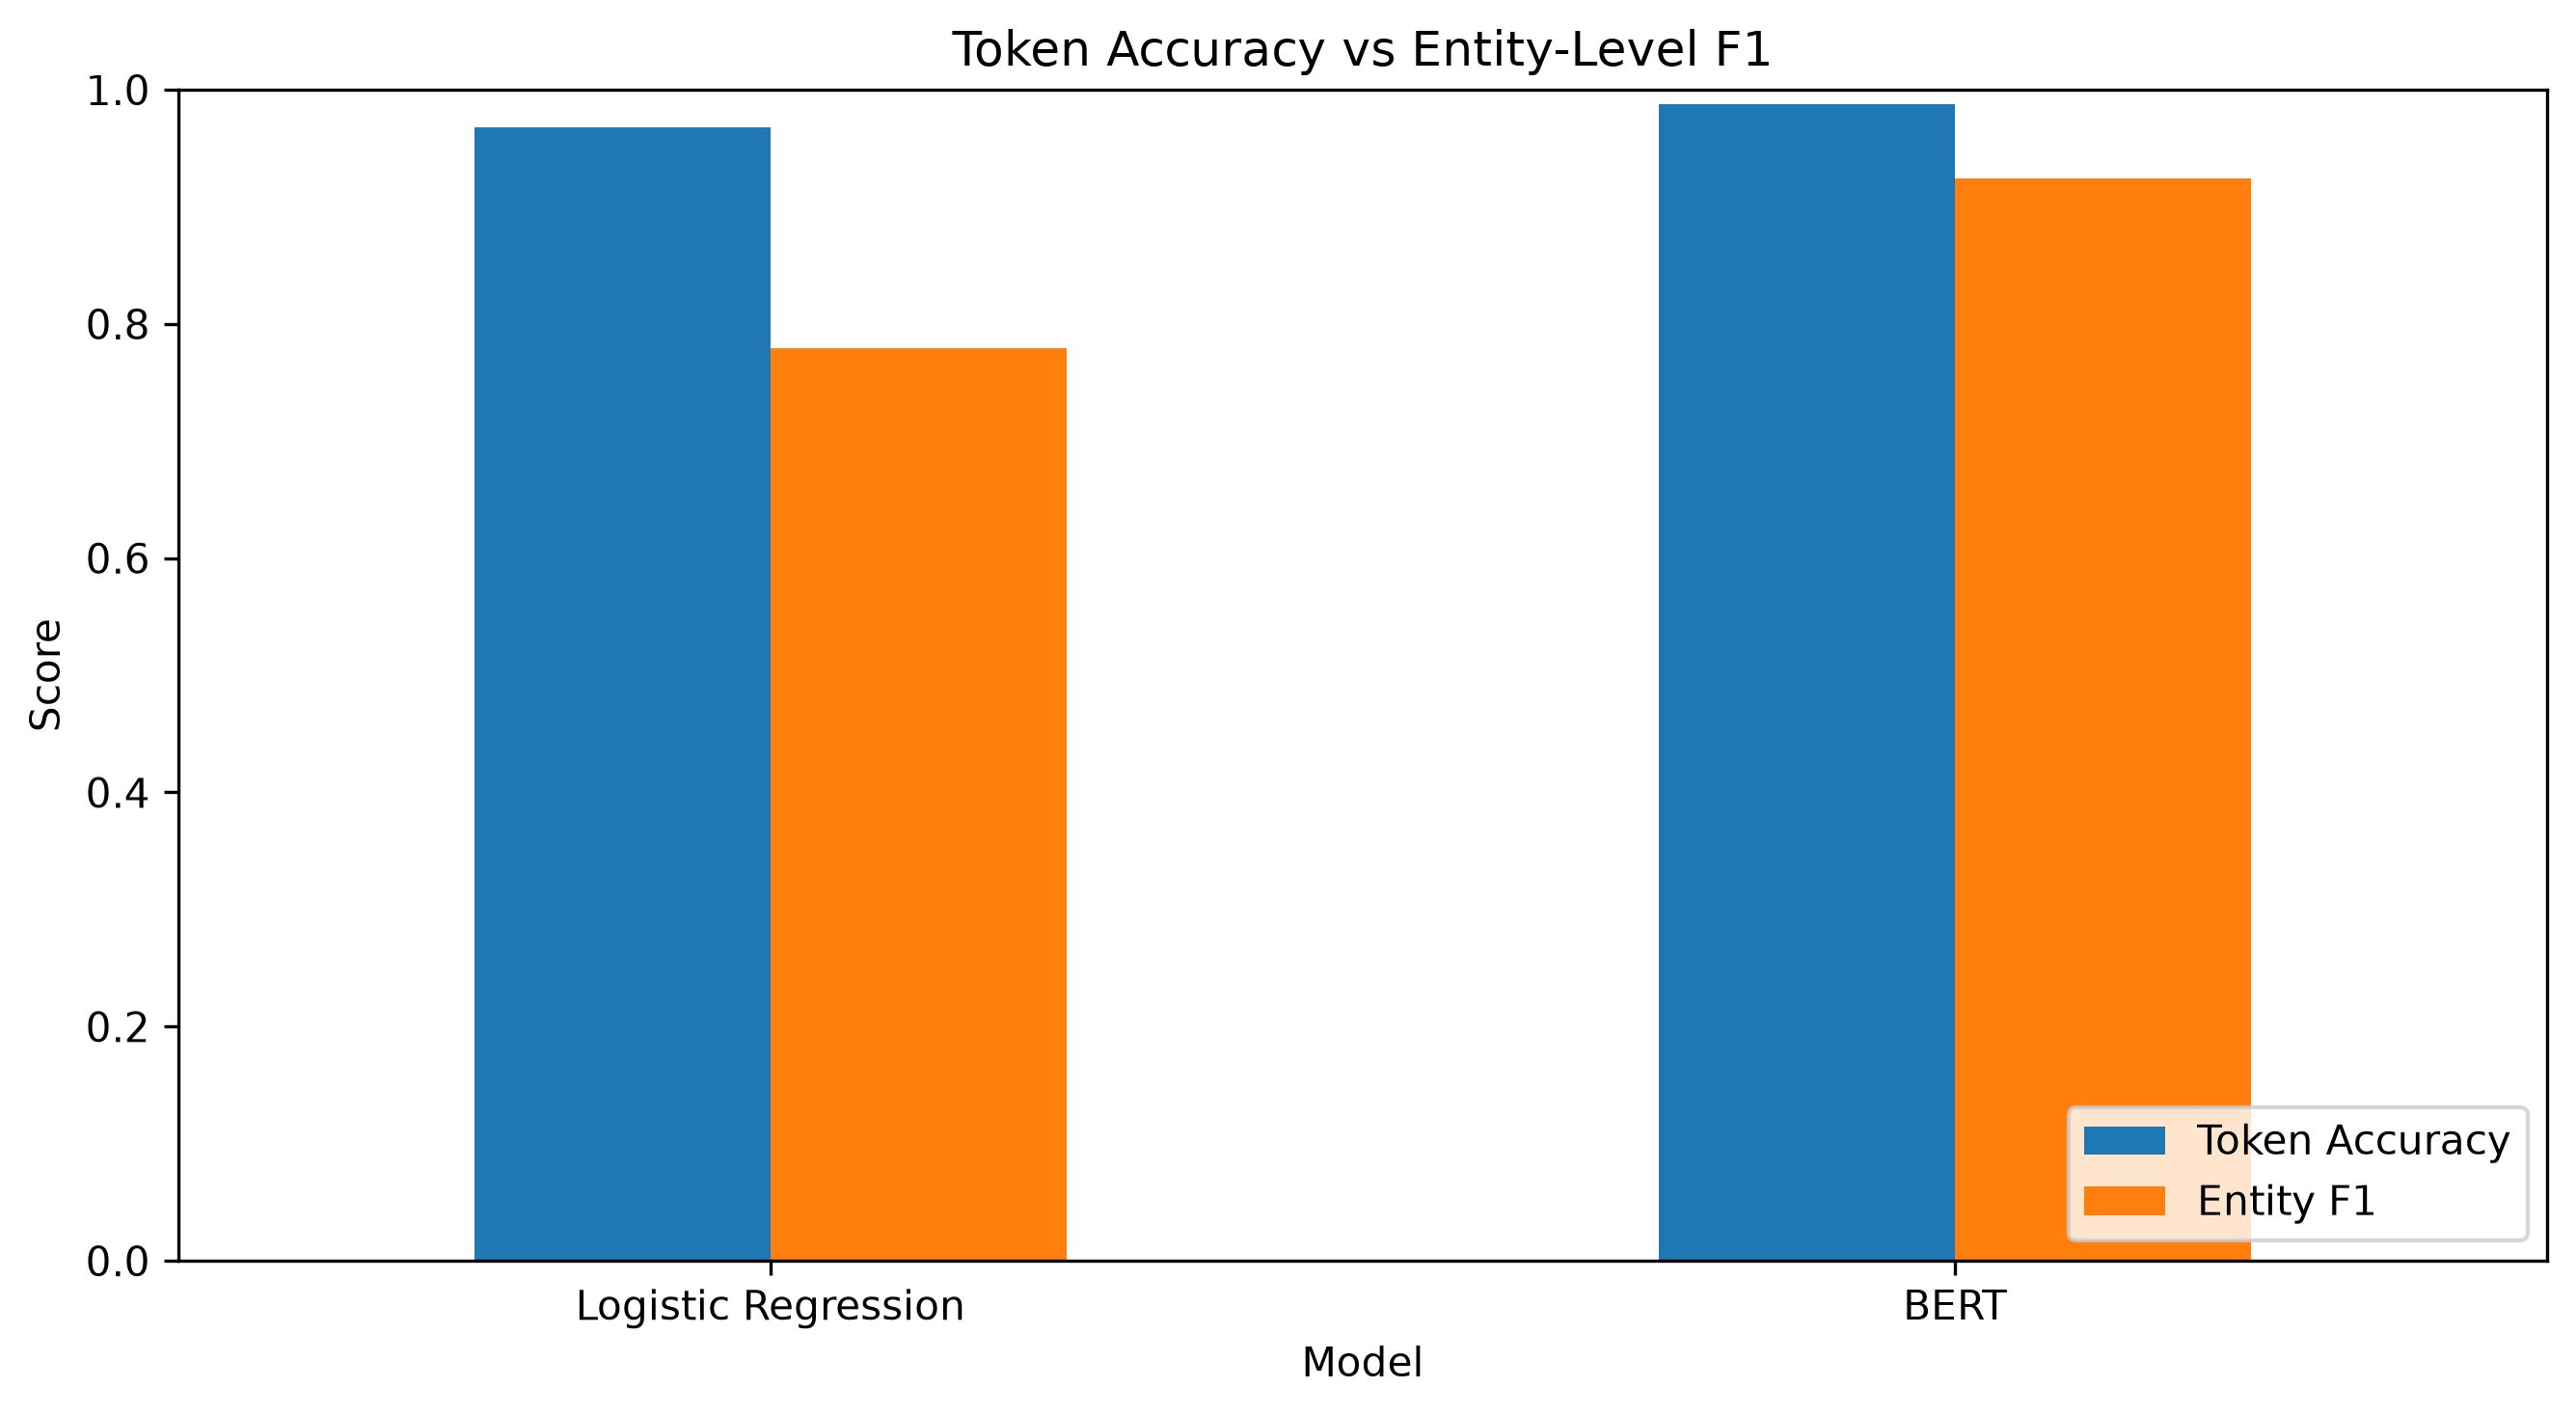 Token Accuracy vs Entity-Level F1
1.0
0.8
0.6
0.4
0.2
0.0
Score
Logistic Regression
BERT
Model
Token Accuracy
Entity F1